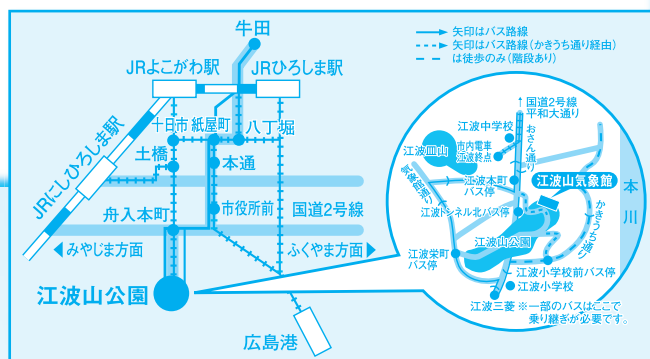 牛田
矢印はバス路線
矢印はバス路線(かきうち通り経由)
は徒歩のみ(階段あり)
JRよこがわ駅
JRひろしま駅
十日市
紙屋町
八丁堀
土橋
本通
JRにしひろしま駅
市役所前
舟入本町
国道2号線
みやじま方面
ふくやま方面
江波山公園
広島港
国道2号線
平和大通り
江波中学校
おさん通り
市内電車
江波終点
江波皿山
江波本町
バス停
江波山気象館
本川
江波トンネル北バス停
かきうち通り
江波山公園
江波栄町
バス停
江波小学校前バス停
江波小学校
江波三菱
※一部のバスはここで
乗り継ぎが必要です。